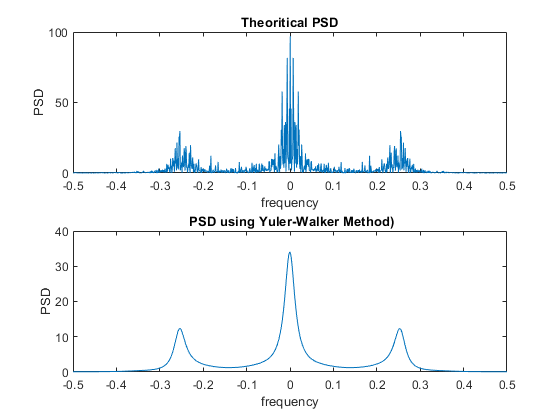 Theoritical PSD
100
50
0
PSD
-0.5 -0.4 -0.3 -0.2 -0.1 0 0.1 0.2 0.3 0.4 0.5
frequency
PSD using Yuler-Walker Method)
40
30
20
10
0
PSD
-0.5 -0.4 -0.3 -0.2 -0.1 0 0.1 0.2 0.3 0.4 0.5
frequency